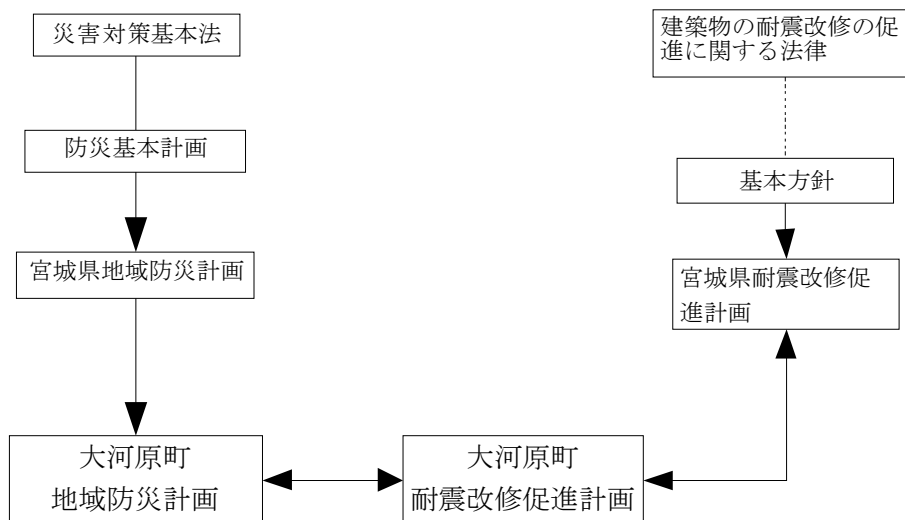 災害対策基本法
建築物の耐震改修の促
進に関する法律
防災基本計画
基本方針
宮城県地域防災計画
宮城県耐震改修促
進計画
大河原町
地域防災計画
大河原町
耐震改修促進計画